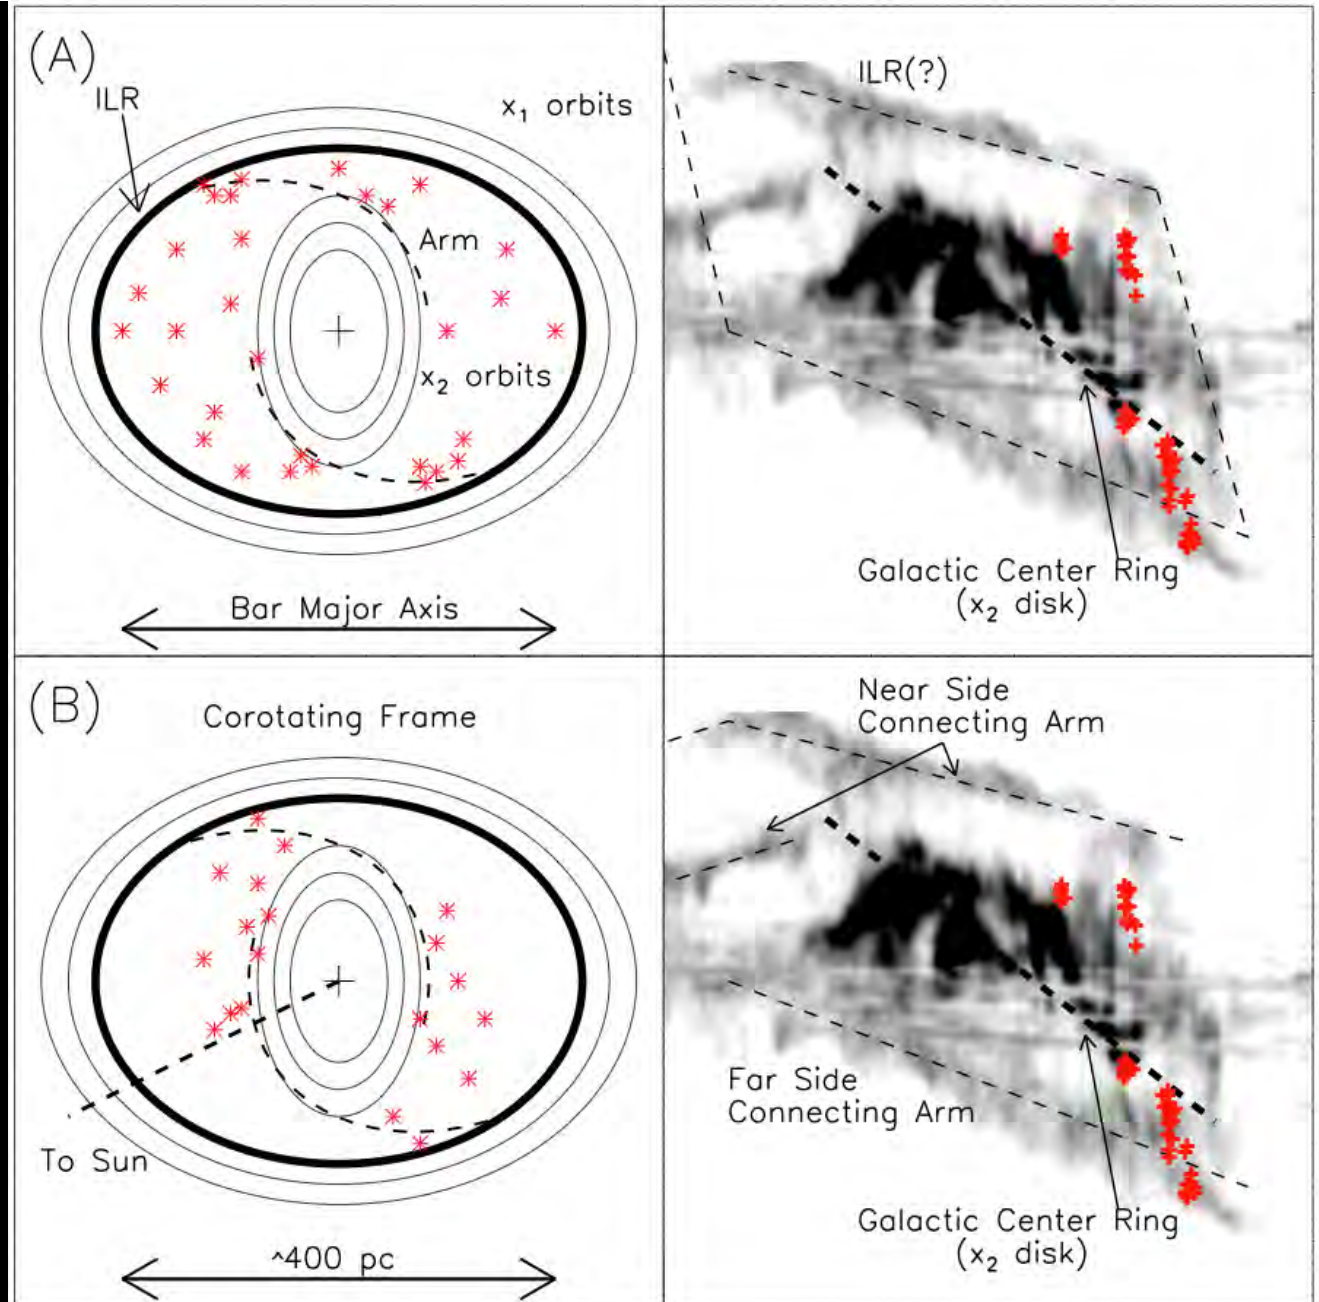 (A)
ILR
x₁ orbits
Arm
x₂ orbits
Bar Major Axis
ILR(?)
Galactic Center Ring
(x₂ disk)
(B)
Corotating Frame
To Sun
~400 pc
Near Side
Connecting Arm
Far Side
Connecting Arm
Galactic Center Ring
(x₂ disk)